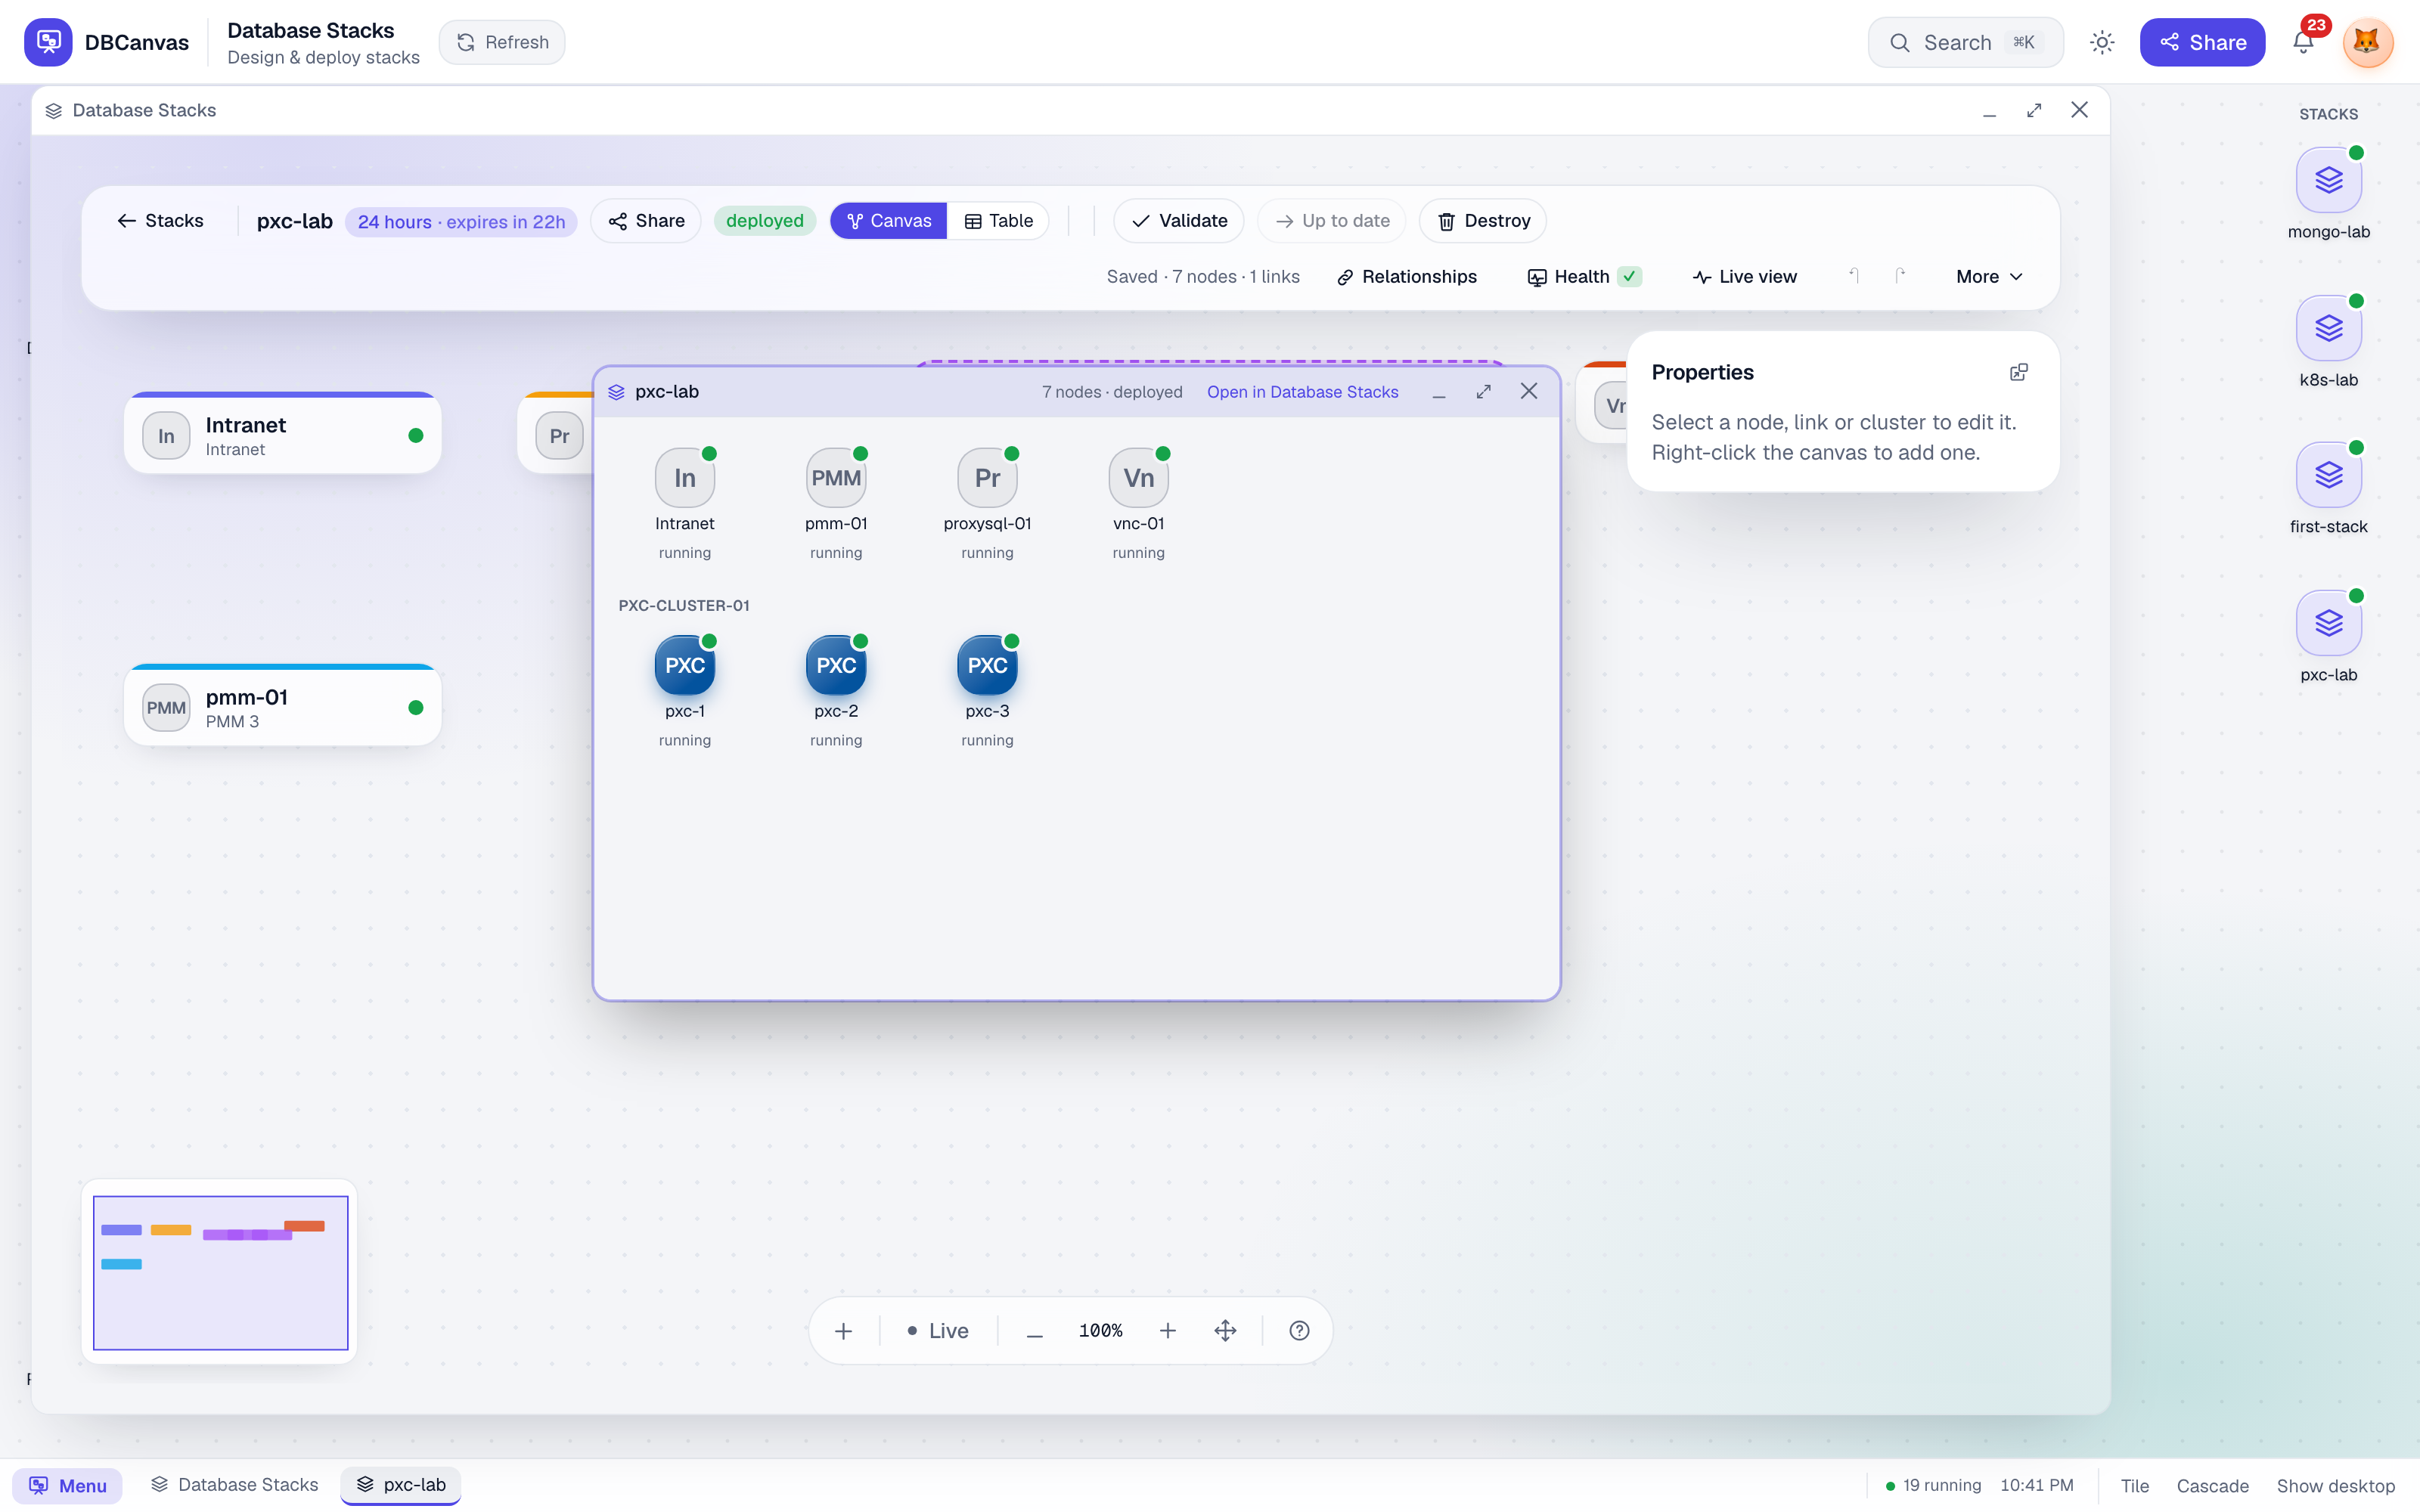 DBCanvas
Database Stacks
Design & deploy stacks
Refresh
Search ⌘K
Share
23
Database Stacks
STACKS
mongo-lab
k8s-lab
first-stack
pxc-lab
Stacks
pxc-lab
24 hours · expires in 22h
Share
deployed
Canvas
Table
Validate
Up to date
Destroy
Saved · 7 nodes · 1 links
Relationships
Health
Live view
More
In
Intranet
Intranet
Pr
PMM
pmm-01
PMM 3
pxc-lab
7 nodes · deployed
Open in Database Stacks
In
PMM
Pr
Vn
Intranet
pmm-01
proxysql-01
vnc-01
running
running
running
running
PXC-CLUSTER-01
PXC
PXC
PXC
pxc-1
pxc-2
pxc-3
running
running
running
Properties
Select a node, link or cluster to edit it.
Right-click the canvas to add one.
Live
100%
Menu
Database Stacks
pxc-lab
19 running
10:41 PM
Tile
Cascade
Show desktop